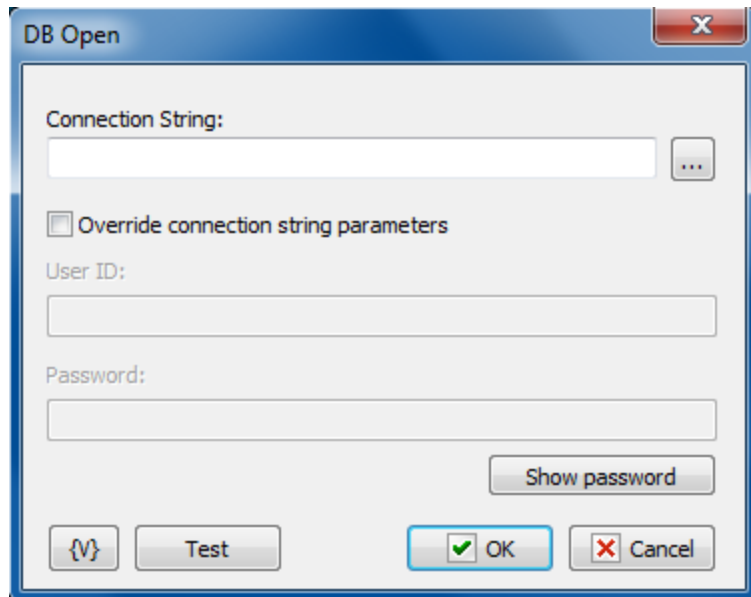 DB Open
Connection String:
...
Override connection string parameters
User ID:
Password:
Show password
{V} Test OK Cancel